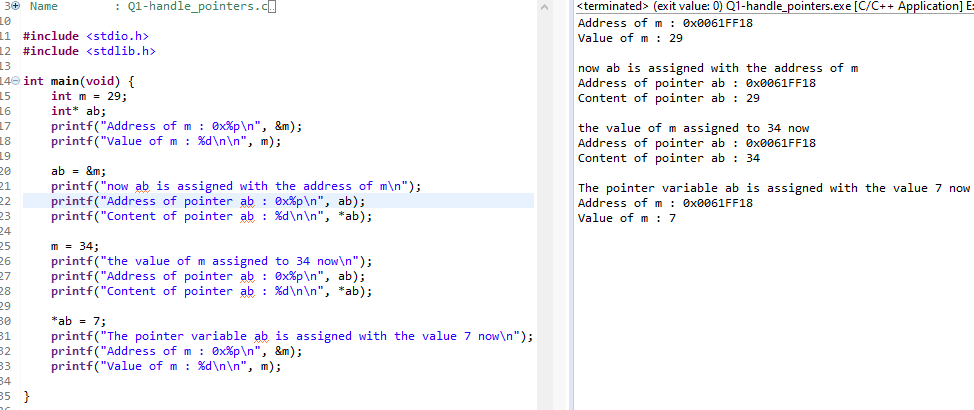 3 Name : Q1-handle_pointers.c
10
11 #include <stdio.h>
12 #include <stdlib.h>
13
14 int main(void) {
15 int m = 29;
16 int* ab;
17 printf("Address of m : 0x%p\n", &m);
18 printf("Value of m : %d\n\n", m);
19
20 ab = &m;
21 printf("now ab is assigned with the address of m\n");
22 printf("Address of pointer ab : 0x%p\n", ab);
23 printf("Content of pointer ab : %d\n\n", *ab);
24
25 m = 34;
26 printf("the value of m assigned to 34 now\n");
27 printf("Address of pointer ab : 0x%p\n", ab);
28 printf("Content of pointer ab : %d\n\n", *ab);
29
30 *ab = 7;
31 printf("The pointer variable ab is assigned with the value 7 now\n");
32 printf("Address of m : 0x%p\n", &m);
33 printf("Value of m : %d\n\n", m);
34
35 }
<terminated> (exit value: 0) Q1-handle_pointers.exe [C/C++ Application]
Address of m : 0x0061FF18
Value of m : 29

now ab is assigned with the address of m
Address of pointer ab : 0x0061FF18
Content of pointer ab : 29

the value of m assigned to 34 now
Address of pointer ab : 0x0061FF18
Content of pointer ab : 34

The pointer variable ab is assigned with the value 7 now
Address of m : 0x0061FF18
Value of m : 7